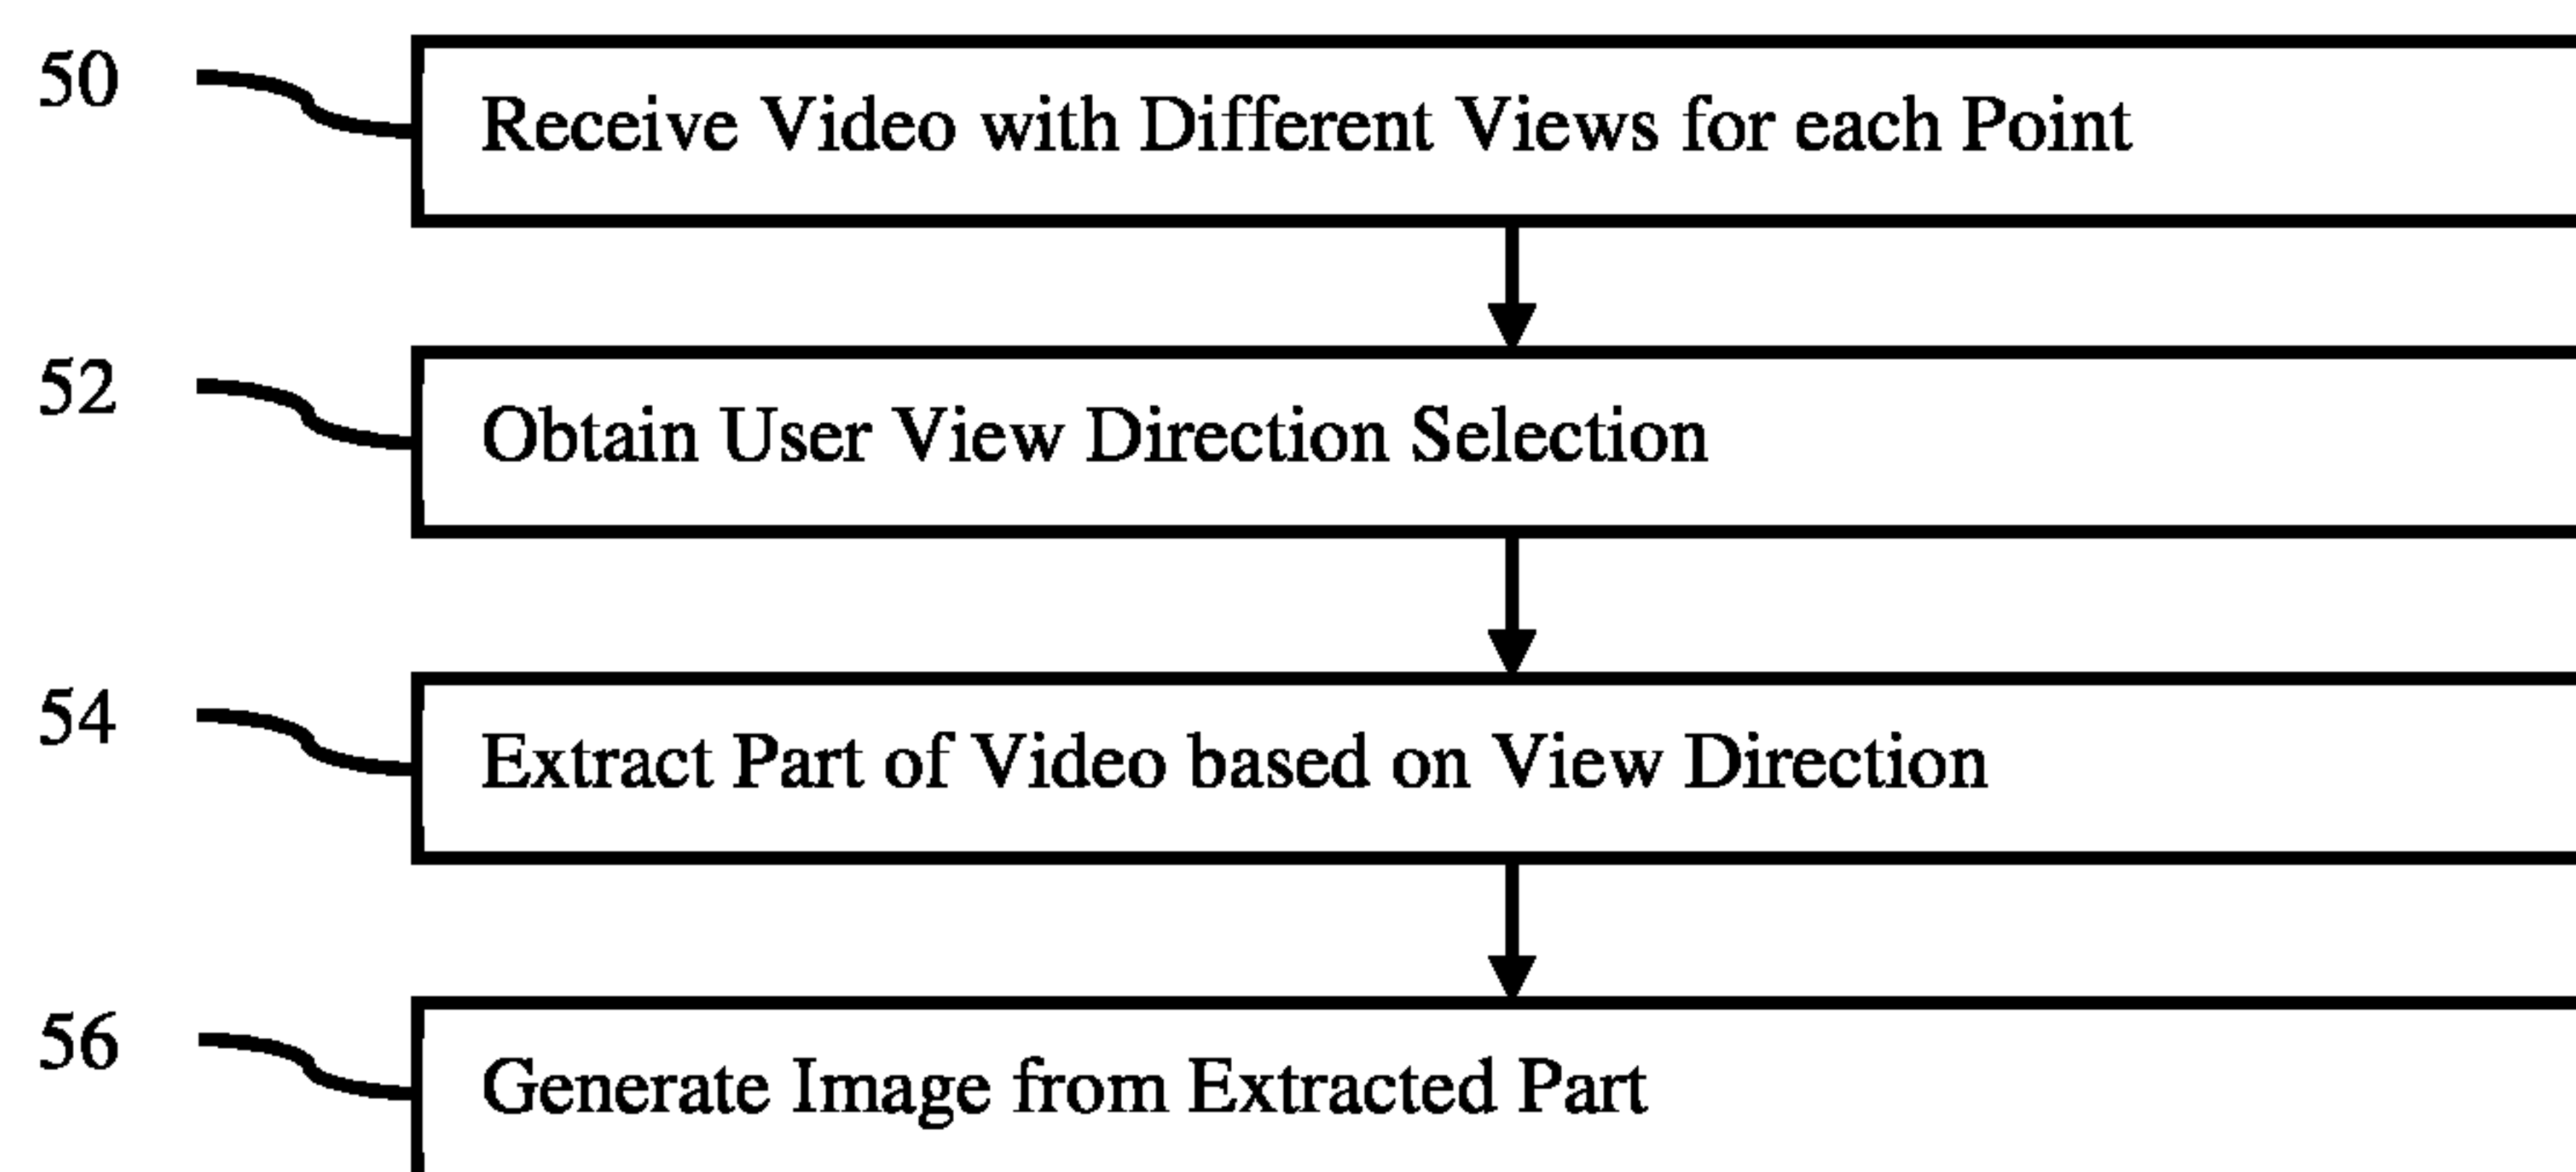 50 Receive Video with Different Views for each Point
52 Obtain User View Direction Selection
54 Extract Part of Video based on View Direction
56 Generate Image from Extracted Part